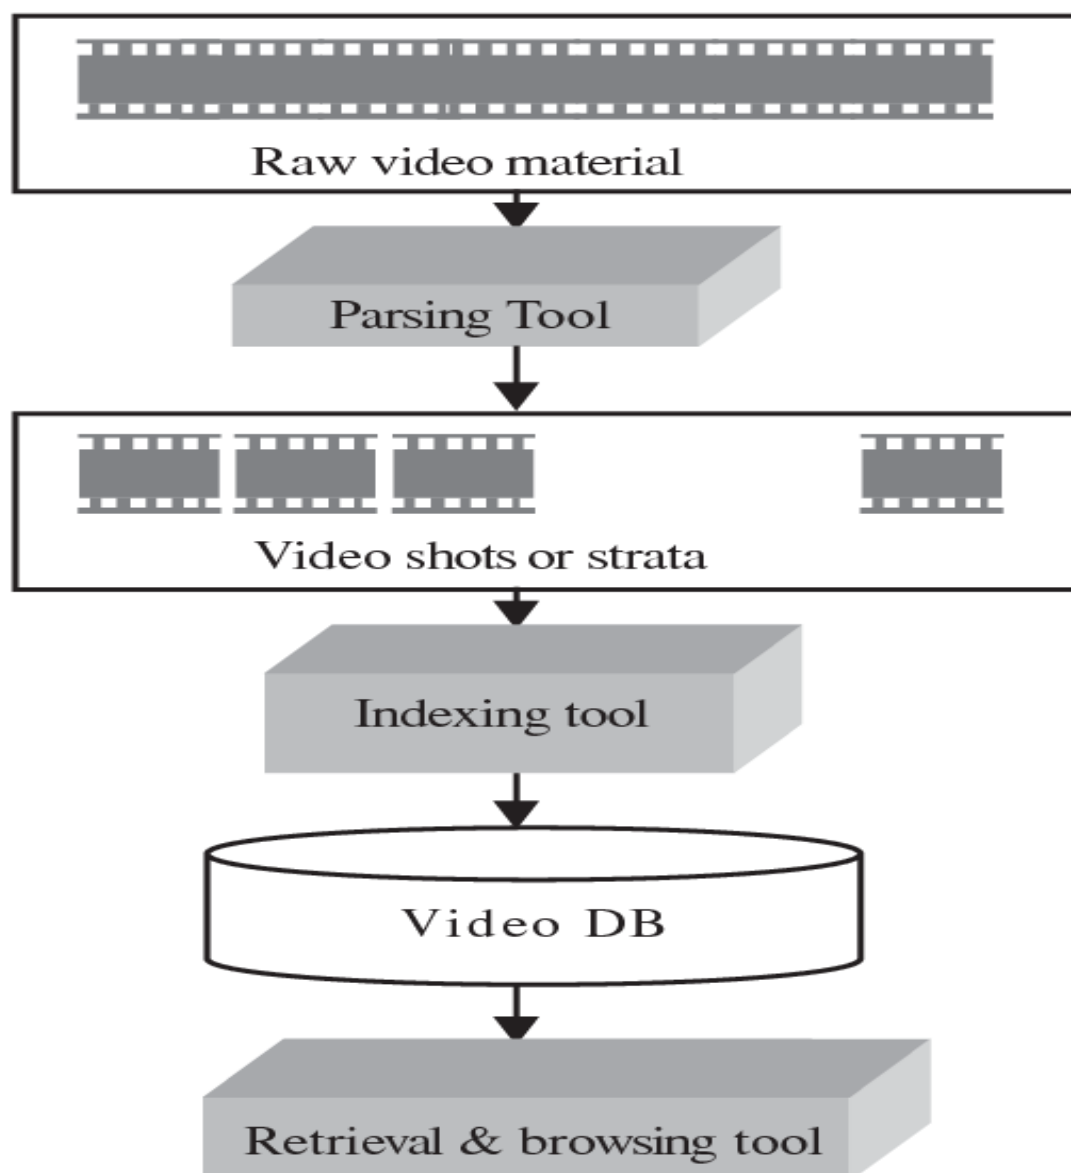 Raw video material
Parsing Tool
Video shots or strata
Indexing tool
Video DB
Retrieval & browsing tool